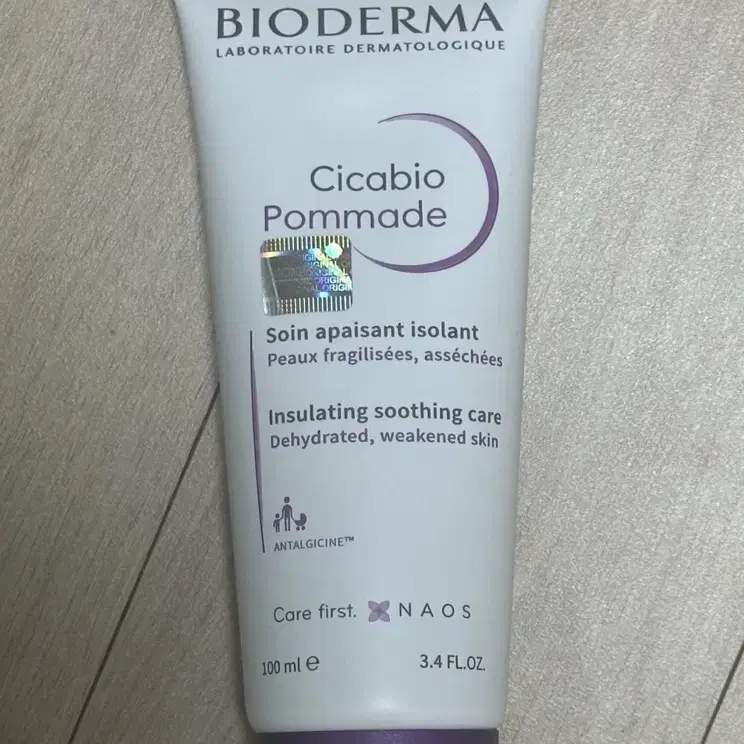 BIODERMA
LABORATOIRE DERMATOLOGIQUE
Cicabio
Pommade
ORIGINAL
Soin apaisant isolant
Peaux fragilisées, asséchées
Insulating soothing care
Dehydrated, weakened skin
ANTALGICINE™
Care first. NAOS
100 ml e
3.4 FL.OZ.